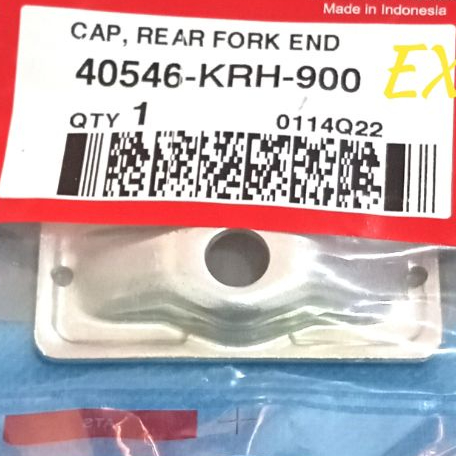 Made in Indonesia
CAP, REAR FORK END
40546-KRH-900
EX
QTY 1
0114Q22